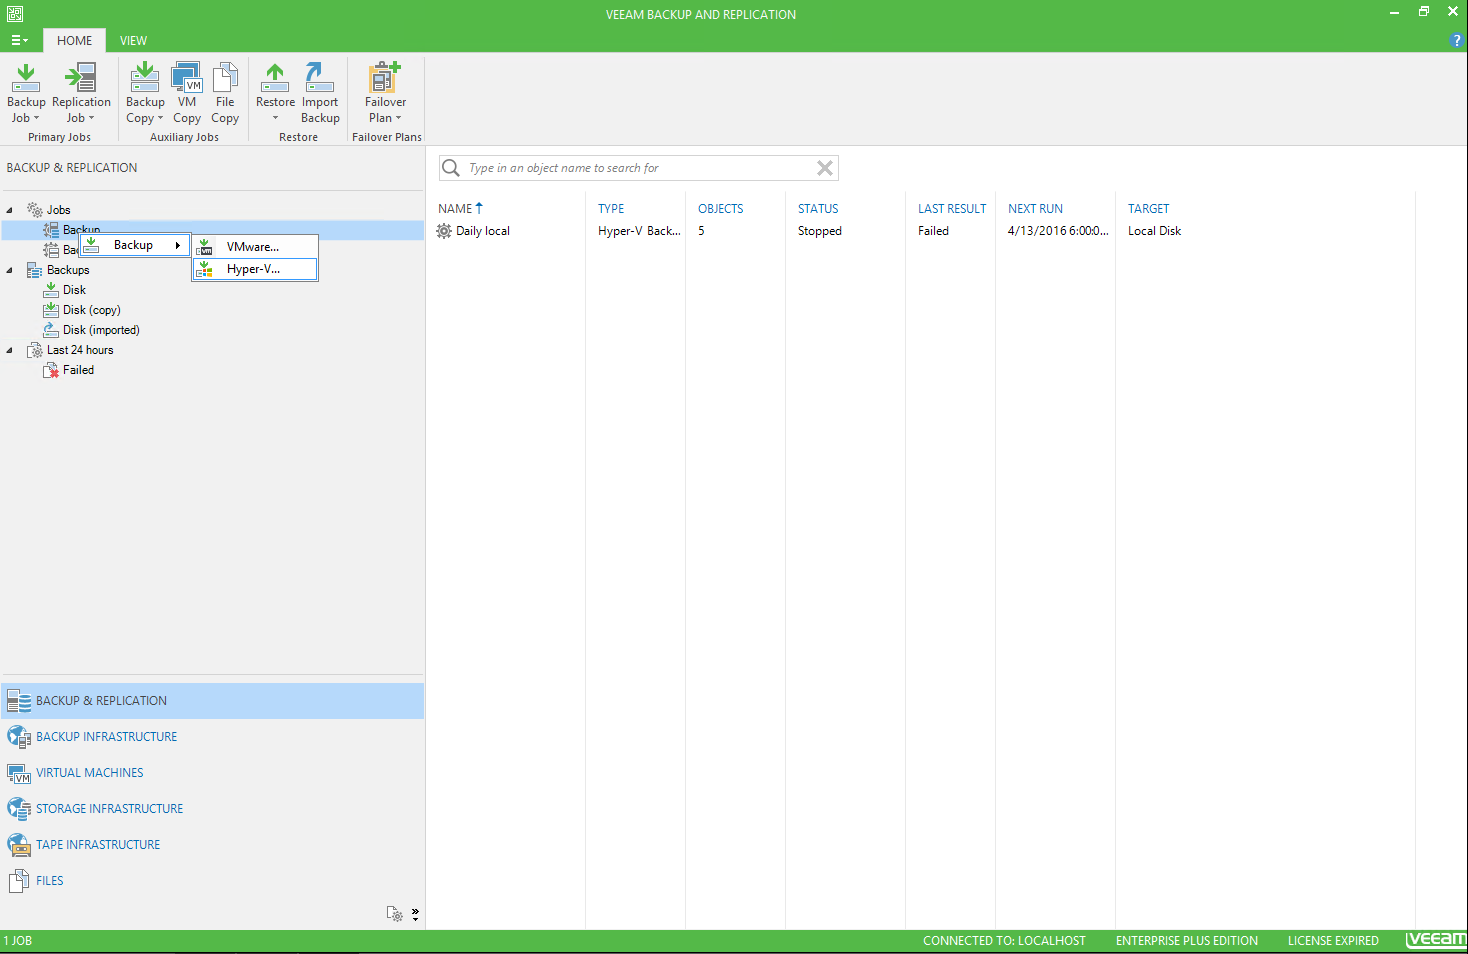 VEEAM BACKUP AND REPLICATION
HOME VIEW
?
Backup Job
Replication Job
Backup Copy
VM
VM Copy
File Copy
Restore
Import Backup
Failover Plan
Primary Jobs
Auxiliary Jobs
Restore
Failover Plans
BACKUP & REPLICATION
Jobs
Backup
Bac
Backup
VMware...
Hyper-V...
Backups
Disk
Disk (copy)
Disk (imported)
Last 24 hours
Failed
Type in an object name to search for
NAME TYPE OBJECTS STATUS LAST RESULT NEXT RUN TARGET
Daily local Hyper-V Back... 5 Stopped Failed 4/13/2016 6:00:0... Local Disk
BACKUP & REPLICATION
BACKUP INFRASTRUCTURE
VM
VIRTUAL MACHINES
STORAGE INFRASTRUCTURE
TAPE INFRASTRUCTURE
FILES
1 JOB
CONNECTED TO: LOCALHOST ENTERPRISE PLUS EDITION LICENSE EXPIRED veeam